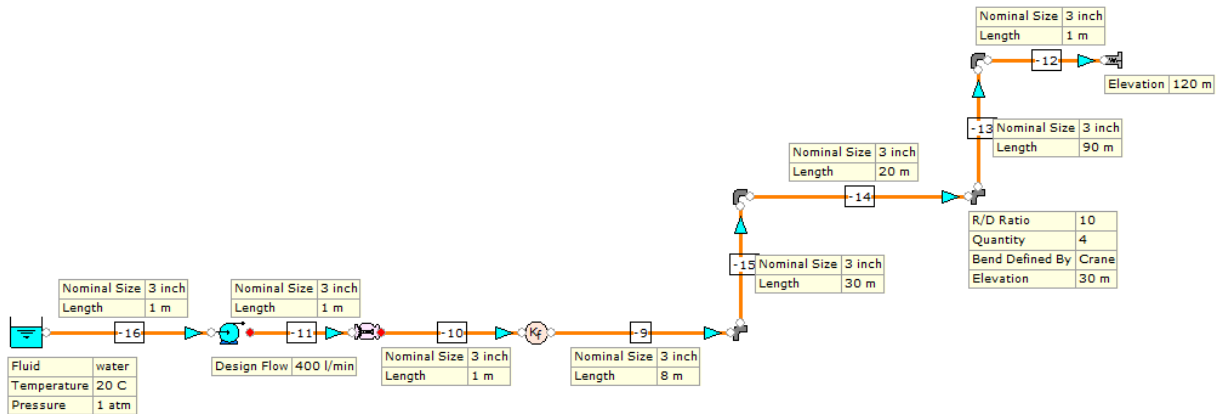 Nominal Size 3 inch
Length 1 m
-12
Elevation 120 m
-13
Nominal Size 3 inch
Length 90 m
Nominal Size 3 inch
Length 20 m
-14
R/D Ratio 10
Quantity 4
Bend Defined By Crane
Elevation 30 m
-15
Nominal Size 3 inch
Length 30 m
Nominal Size 3 inch
Length 1 m
-16
Nominal Size 3 inch
Length 1 m
-11
-10
Kf
-9
Fluid water
Temperature 20 C
Pressure 1 atm
Design Flow 400 l/min
Nominal Size 3 inch
Length 1 m
Nominal Size 3 inch
Length 8 m